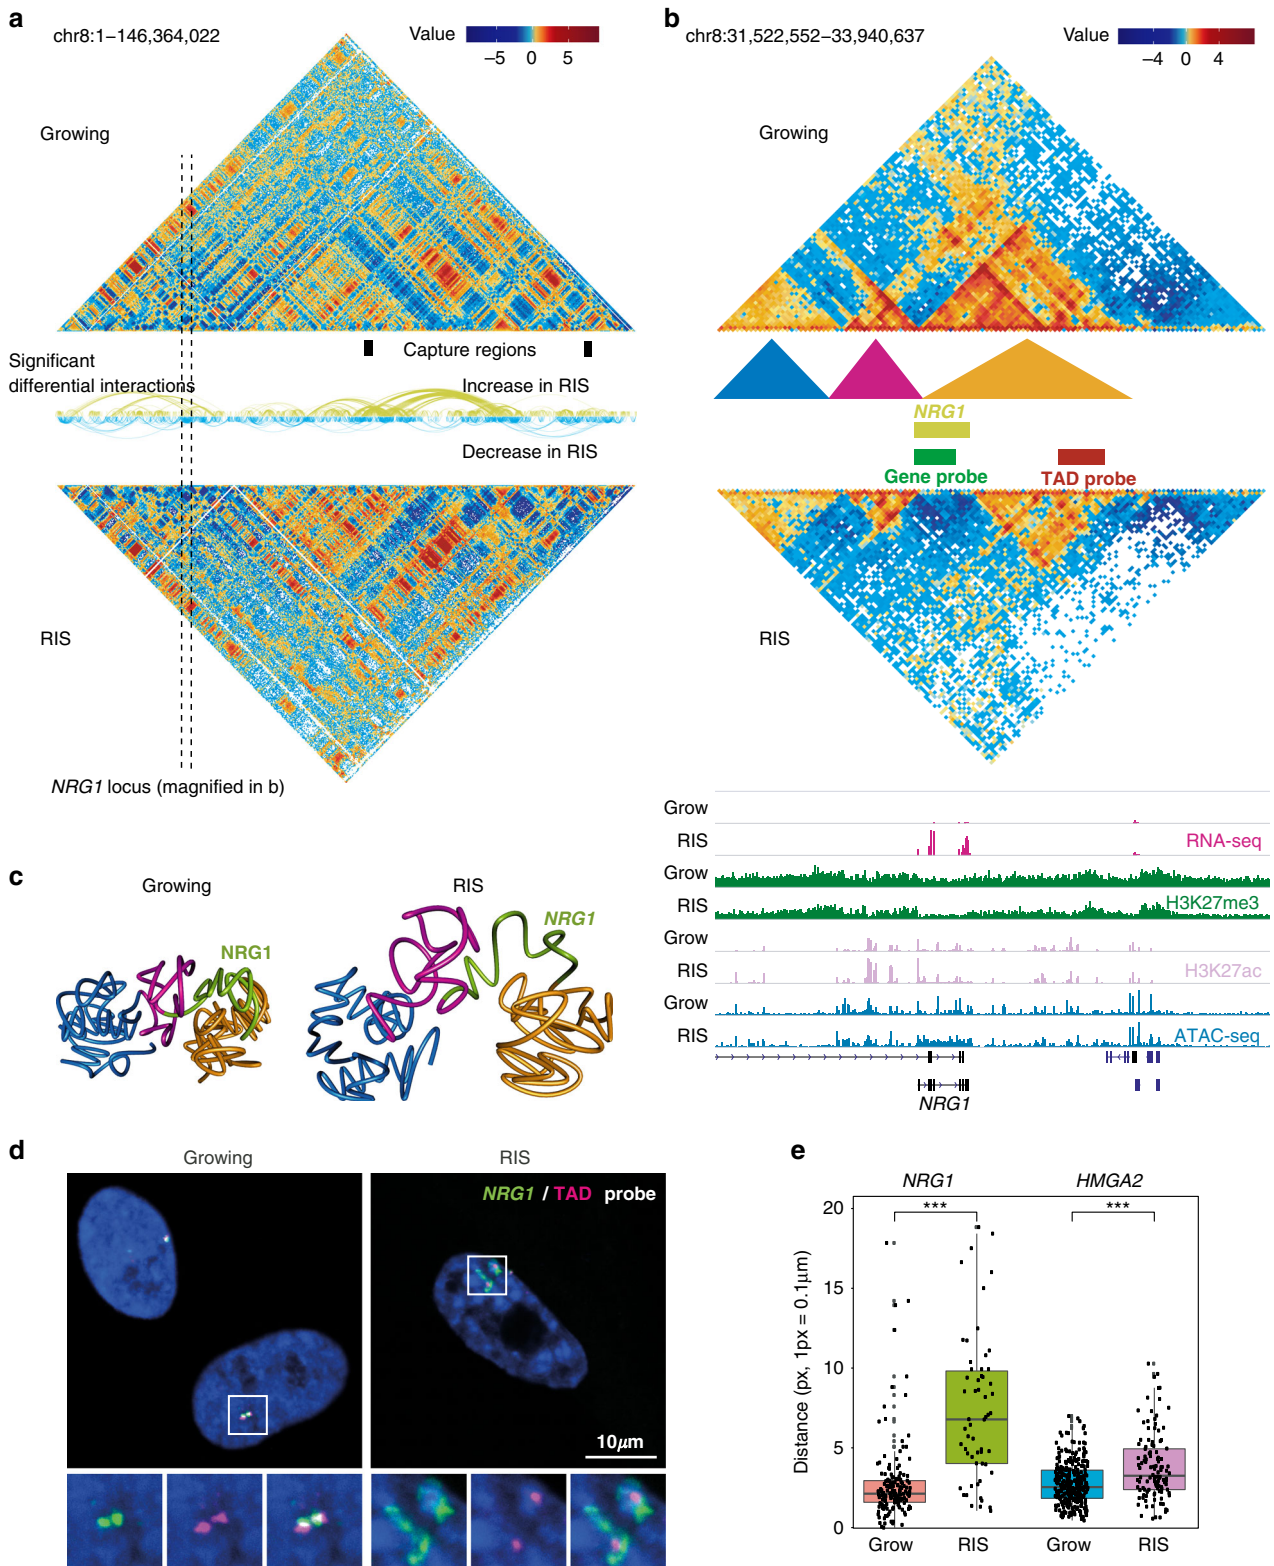 a
chr8:1–146,364,022
Value
–5 0 5
Growing
Capture regions
Significant
differential interactions
Increase in RIS
Decrease in RIS
RIS
NRG1 locus (magnified in b)
b
chr8:31,522,552–33,940,637
Value
–4 0 4
Growing
NRG1
Gene probe
TAD probe
RIS
Grow
RIS
RNA-seq
Grow
RIS
H3K27me3
Grow
RIS
H3K27ac
Grow
RIS
ATAC-seq
NRG1
c
Growing
RIS
NRG1
NRG1
d
Growing
RIS
NRG1 / TAD probe
10μm
e
NRG1
HMGA2
***
***
Distance (px, 1px = 0.1μm)
20
15
10
5
0
Grow
RIS
Grow
RIS